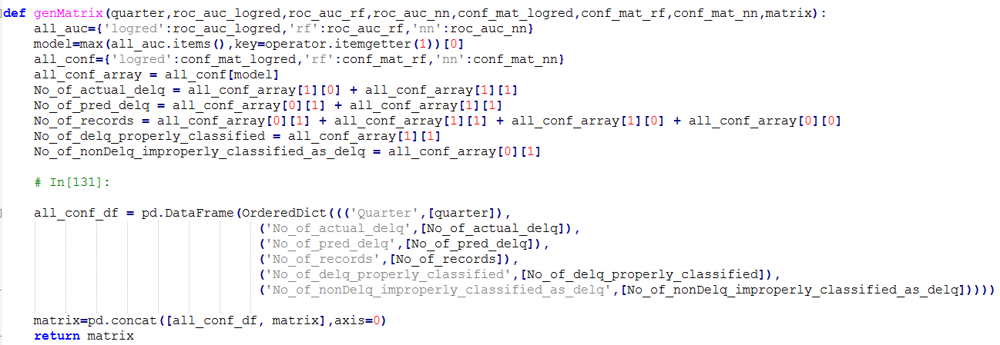 def genMatrix(quarter,roc_auc_logred,roc_auc_rf,roc_auc_nn,conf_mat_logred,conf_mat_rf,conf_mat_nn,matrix):
    all_auc={'logred':roc_auc_logred,'rf':roc_auc_rf,'nn':roc_auc_nn}
    model=max(all_auc.items(),key=operator.itemgetter(1))[0]
    all_conf={'logred':conf_mat_logred,'rf':conf_mat_rf,'nn':conf_mat_nn}
    all_conf_array = all_conf[model]
    No_of_actual_delq = all_conf_array[1][0] + all_conf_array[1][1]
    No_of_pred_delq = all_conf_array[0][1] + all_conf_array[1][1]
    No_of_records = all_conf_array[0][1] + all_conf_array[1][1] + all_conf_array[1][0] + all_conf_array[0][0]
    No_of_delq_properly_classified = all_conf_array[1][1]
    No_of_nonDelq_improperly_classified_as_delq = all_conf_array[0][1]

    # In[131]:

    all_conf_df = pd.DataFrame(OrderedDict((('Quarter',[quarter]),
                                 ('No_of_actual_delq',[No_of_actual_delq]),
                                 ('No_of_pred_delq',[No_of_pred_delq]),
                                 ('No_of_records',[No_of_records]),
                                 ('No_of_delq_properly_classified',[No_of_delq_properly_classified]),
                                 ('No_of_nonDelq_improperly_classified_as_delq',[No_of_nonDelq_improperly_classified_as_delq]))))

    matrix=pd.concat([all_conf_df, matrix],axis=0)
    return matrix